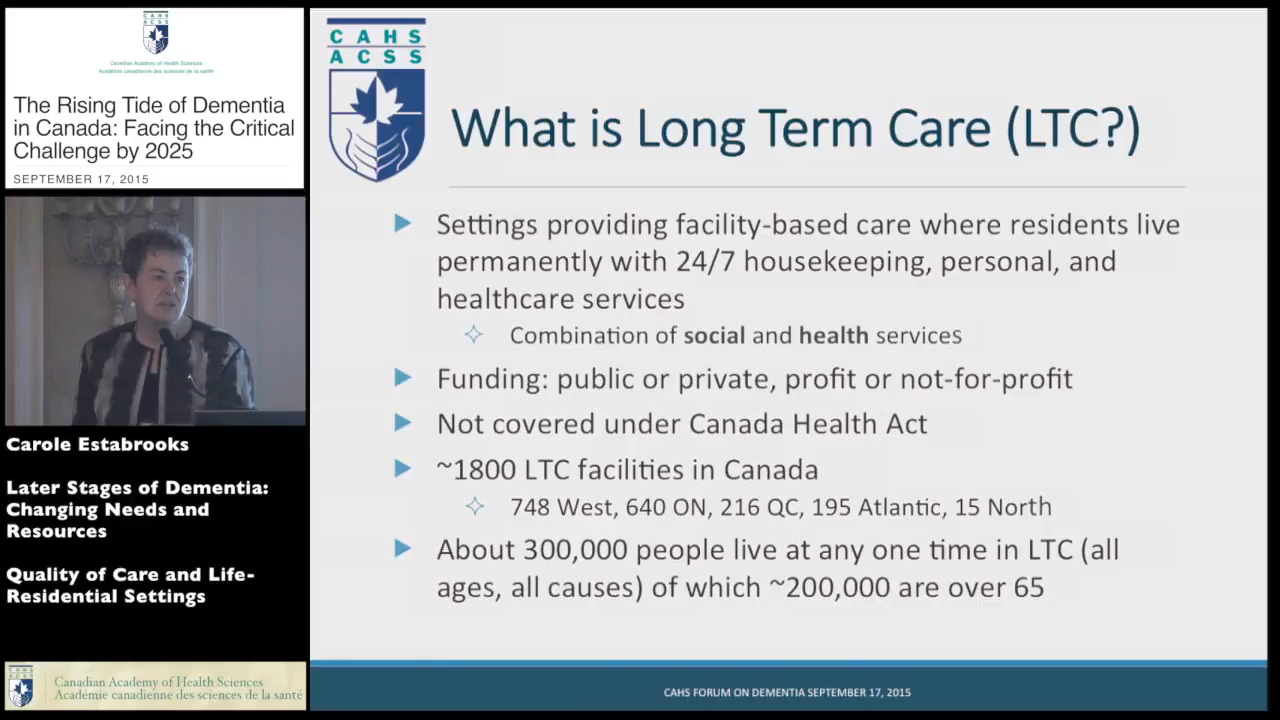 CAHS
ACSS
Canadian Academy of Health Sciences
Académie canadienne des sciences de la santé
The Rising Tide of Dementia
in Canada: Facing the Critical
Challenge by 2025
SEPTEMBER 17, 2015
Carole Estabrooks
Later Stages of Dementia:
Changing Needs and
Resources
Quality of Care and Life-
Residential Settings
CAHS
ACSS
Canadian Academy of Health Sciences
Académie canadienne des sciences de la santé
CAHS
ACSS
What is Long Term Care (LTC?)
Settings providing facility-based care where residents live
permanently with 24/7 housekeeping, personal, and
healthcare services
Combination of social and health services
Funding: public or private, profit or not-for-profit
Not covered under Canada Health Act
~1800 LTC facilities in Canada
748 West, 640 ON, 216 QC, 195 Atlantic, 15 North
About 300,000 people live at any one time in LTC (all
ages, all causes) of which ~200,000 are over 65
CAHS FORUM ON DEMENTIA SEPTEMBER 17, 2015